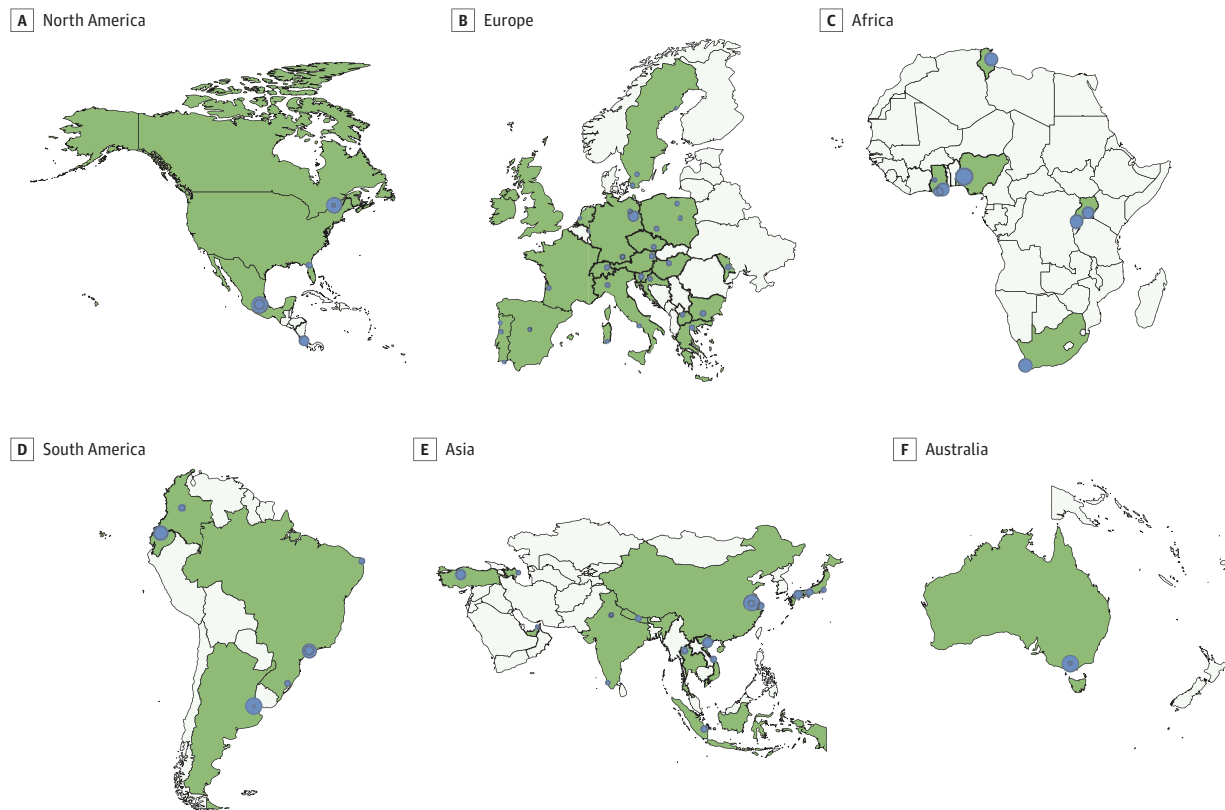 A North America
B Europe
C Africa
D South America
E Asia
F Australia